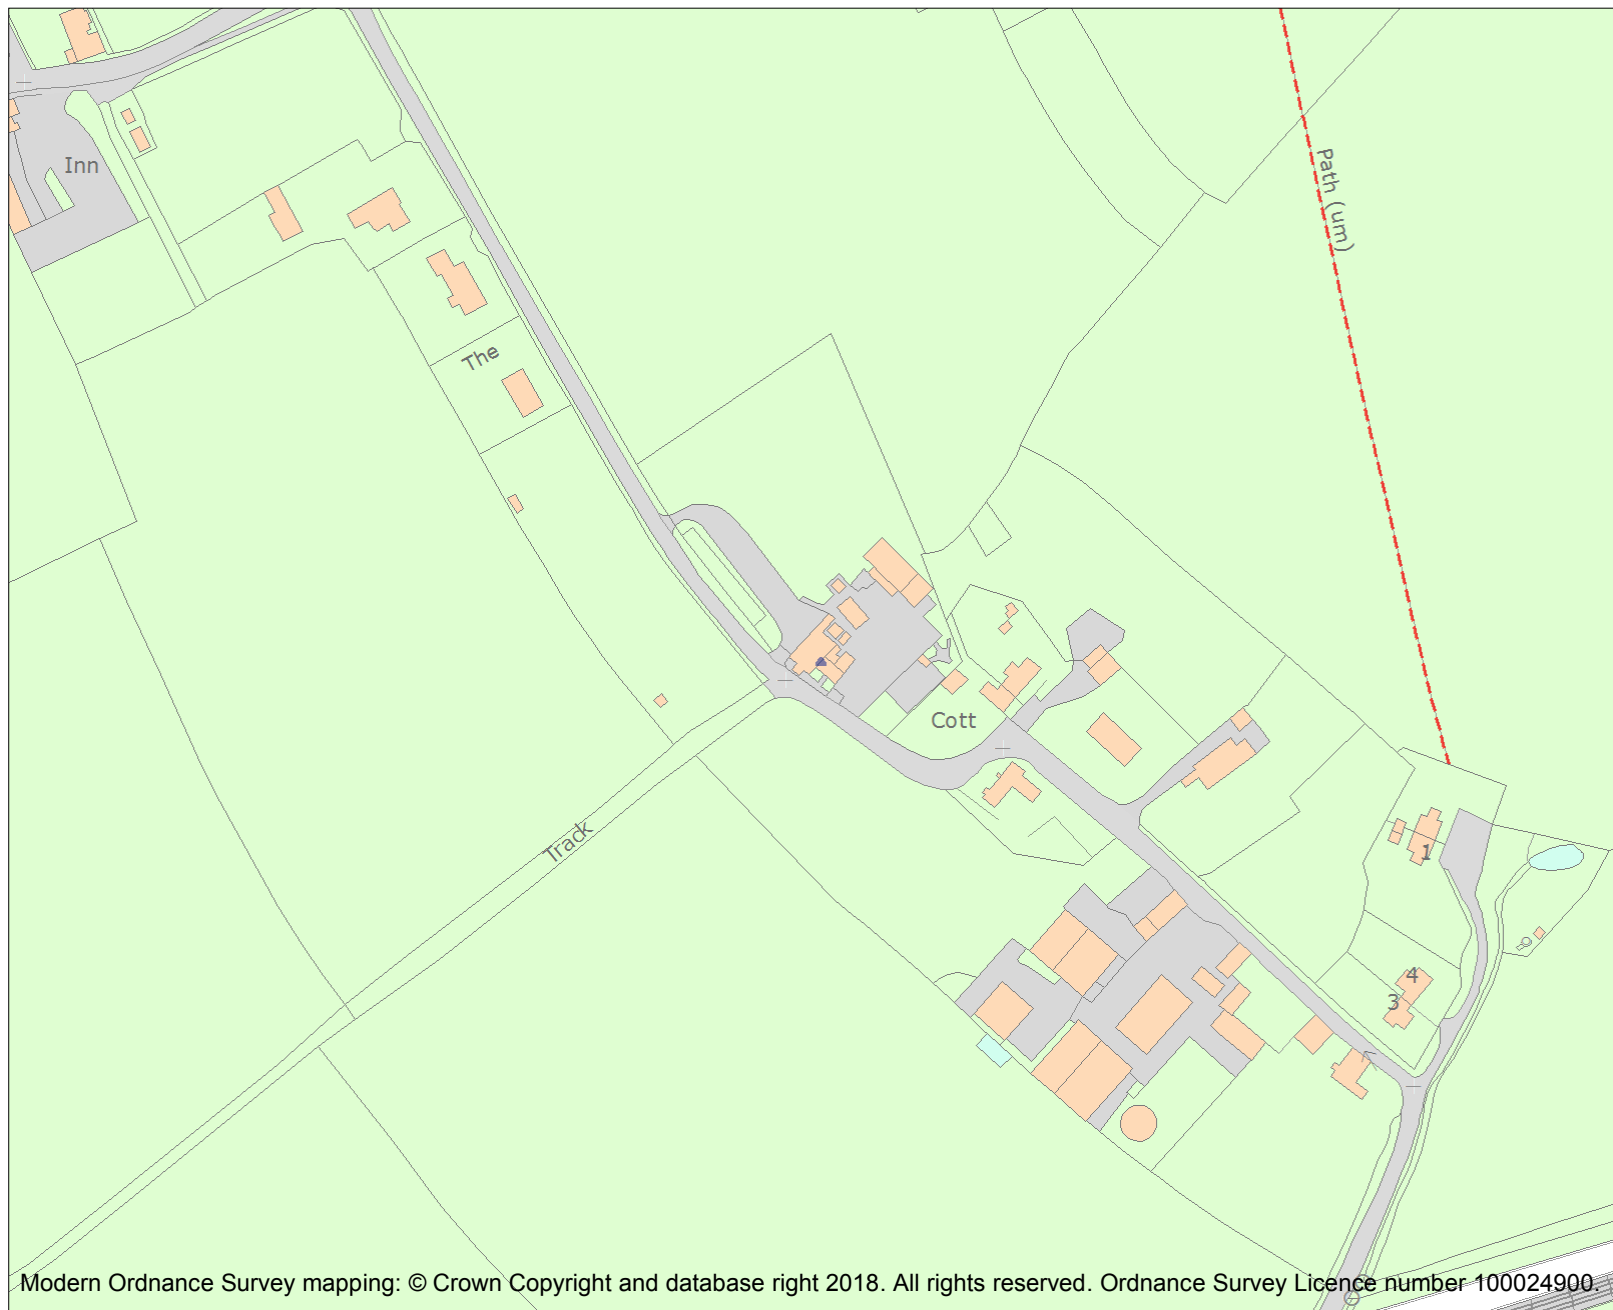 Inn
Path (um)
The
Cott
Track
1
4
3
Modern Ordnance Survey mapping: © Crown Copyright and database right 2018. All rights reserved. Ordnance Survey Licence number 100024900.